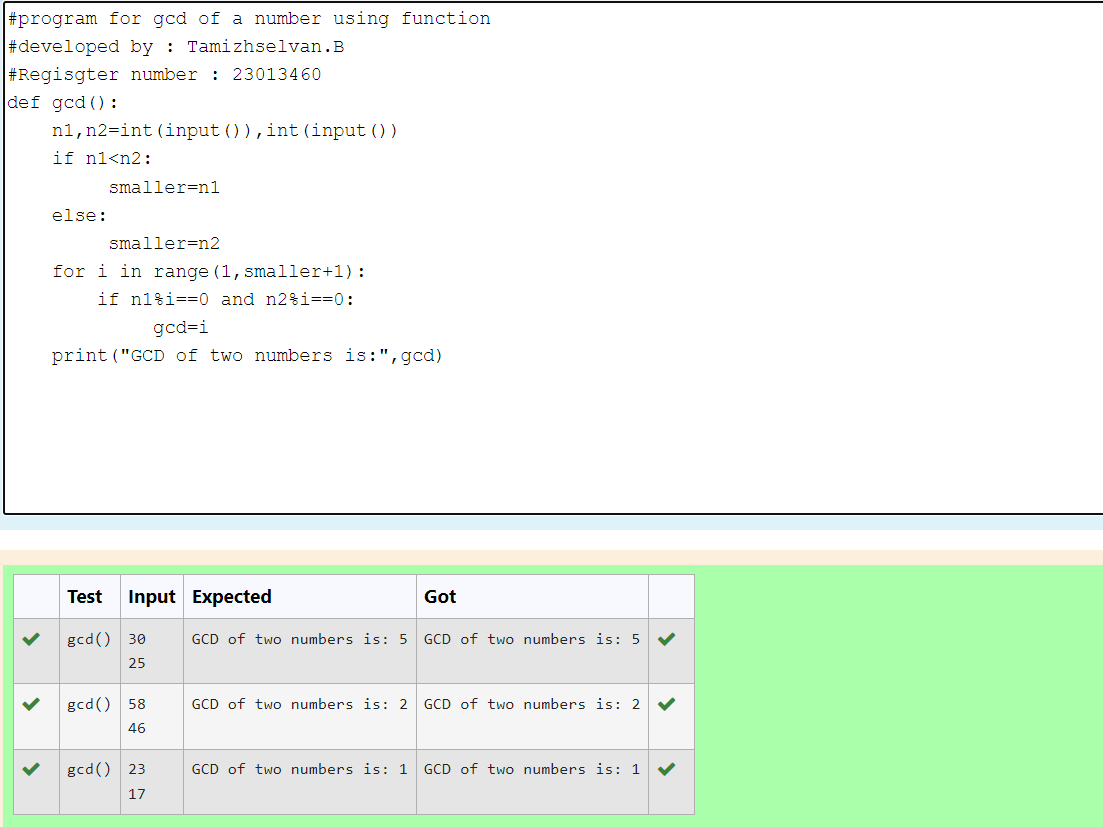 #program for gcd of a number using function
#developed by : Tamizhselvan.B
#Regisgter number : 23013460
def gcd():
    n1,n2=int(input()),int(input())
    if n1<n2:
         smaller=n1
    else:
         smaller=n2
    for i in range(1,smaller+1):
        if n1%i==0 and n2%i==0:
             gcd=i
    print("GCD of two numbers is:",gcd)
Test Input Expected Got
gcd() 30 GCD of two numbers is: 5 GCD of two numbers is: 5
25
gcd() 58 GCD of two numbers is: 2 GCD of two numbers is: 2
46
gcd() 23 GCD of two numbers is: 1 GCD of two numbers is: 1
17